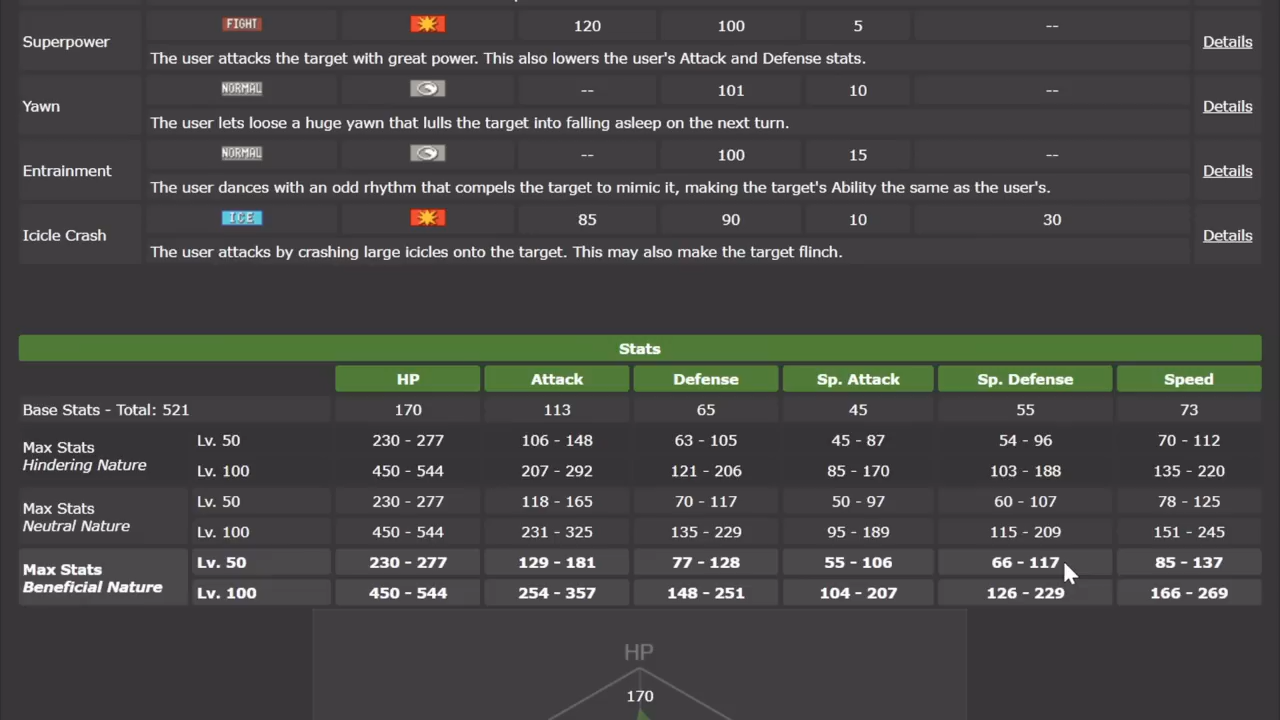 FIGHT 120 100 5 --
Superpower Details
The user attacks the target with great power. This also lowers the user's Attack and Defense stats.
NORMAL -- 101 10 --
Yawn Details
The user lets loose a huge yawn that lulls the target into falling asleep on the next turn.
NORMAL -- 100 15 --
Entrainment Details
The user dances with an odd rhythm that compels the target to mimic it, making the target's Ability the same as the user's.
ICE 85 90 10 30
Icicle Crash Details
The user attacks by crashing large icicles onto the target. This may also make the target flinch.
Stats
HP Attack Defense Sp. Attack Sp. Defense Speed
Base Stats - Total: 521 170 113 65 45 55 73
Max Stats
Hindering Nature
Lv. 50 230 - 277 106 - 148 63 - 105 45 - 87 54 - 96 70 - 112
Lv. 100 450 - 544 207 - 292 121 - 206 85 - 170 103 - 188 135 - 220
Max Stats
Neutral Nature
Lv. 50 230 - 277 118 - 165 70 - 117 50 - 97 60 - 107 78 - 125
Lv. 100 450 - 544 231 - 325 135 - 229 95 - 189 115 - 209 151 - 245
Max Stats
Beneficial Nature
Lv. 50 230 - 277 129 - 181 77 - 128 55 - 106 66 - 117 85 - 137
Lv. 100 450 - 544 254 - 357 148 - 251 104 - 207 126 - 229 166 - 269
HP
170